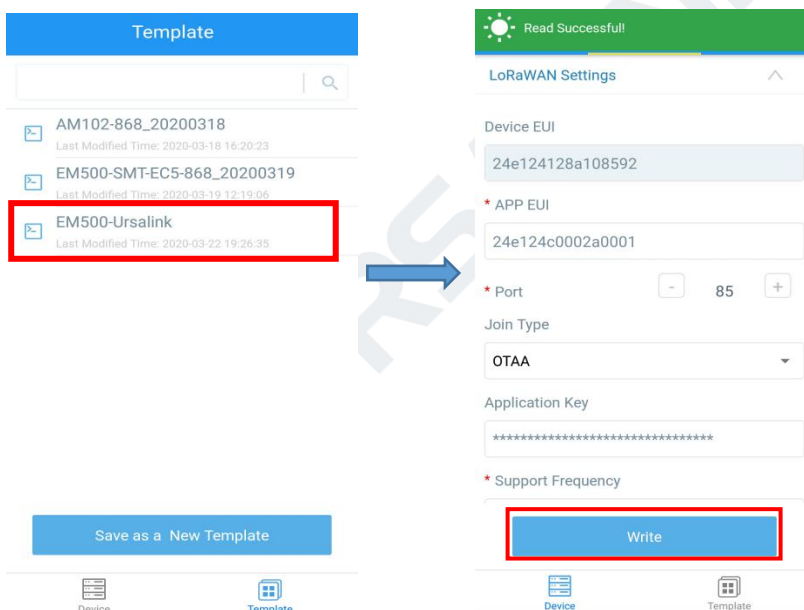 Template
AM102-868_20200318
Last Modified Time: 2020-03-18 16:20:23
EM500-SMT-EC5-868_20200319
Last Modified Time: 2020-03-19 12:19:06
EM500-Ursalink
Last Modified Time: 2020-03-22 19:26:35
Save as a New Template
Device
Template
Read Successful!
LoRaWAN Settings
Device EUI
24e124128a108592
* APP EUI
24e124c0002a0001
* Port - 85 +
Join Type
OTAA
Application Key
********************************
* Support Frequency
Write
Device
Template